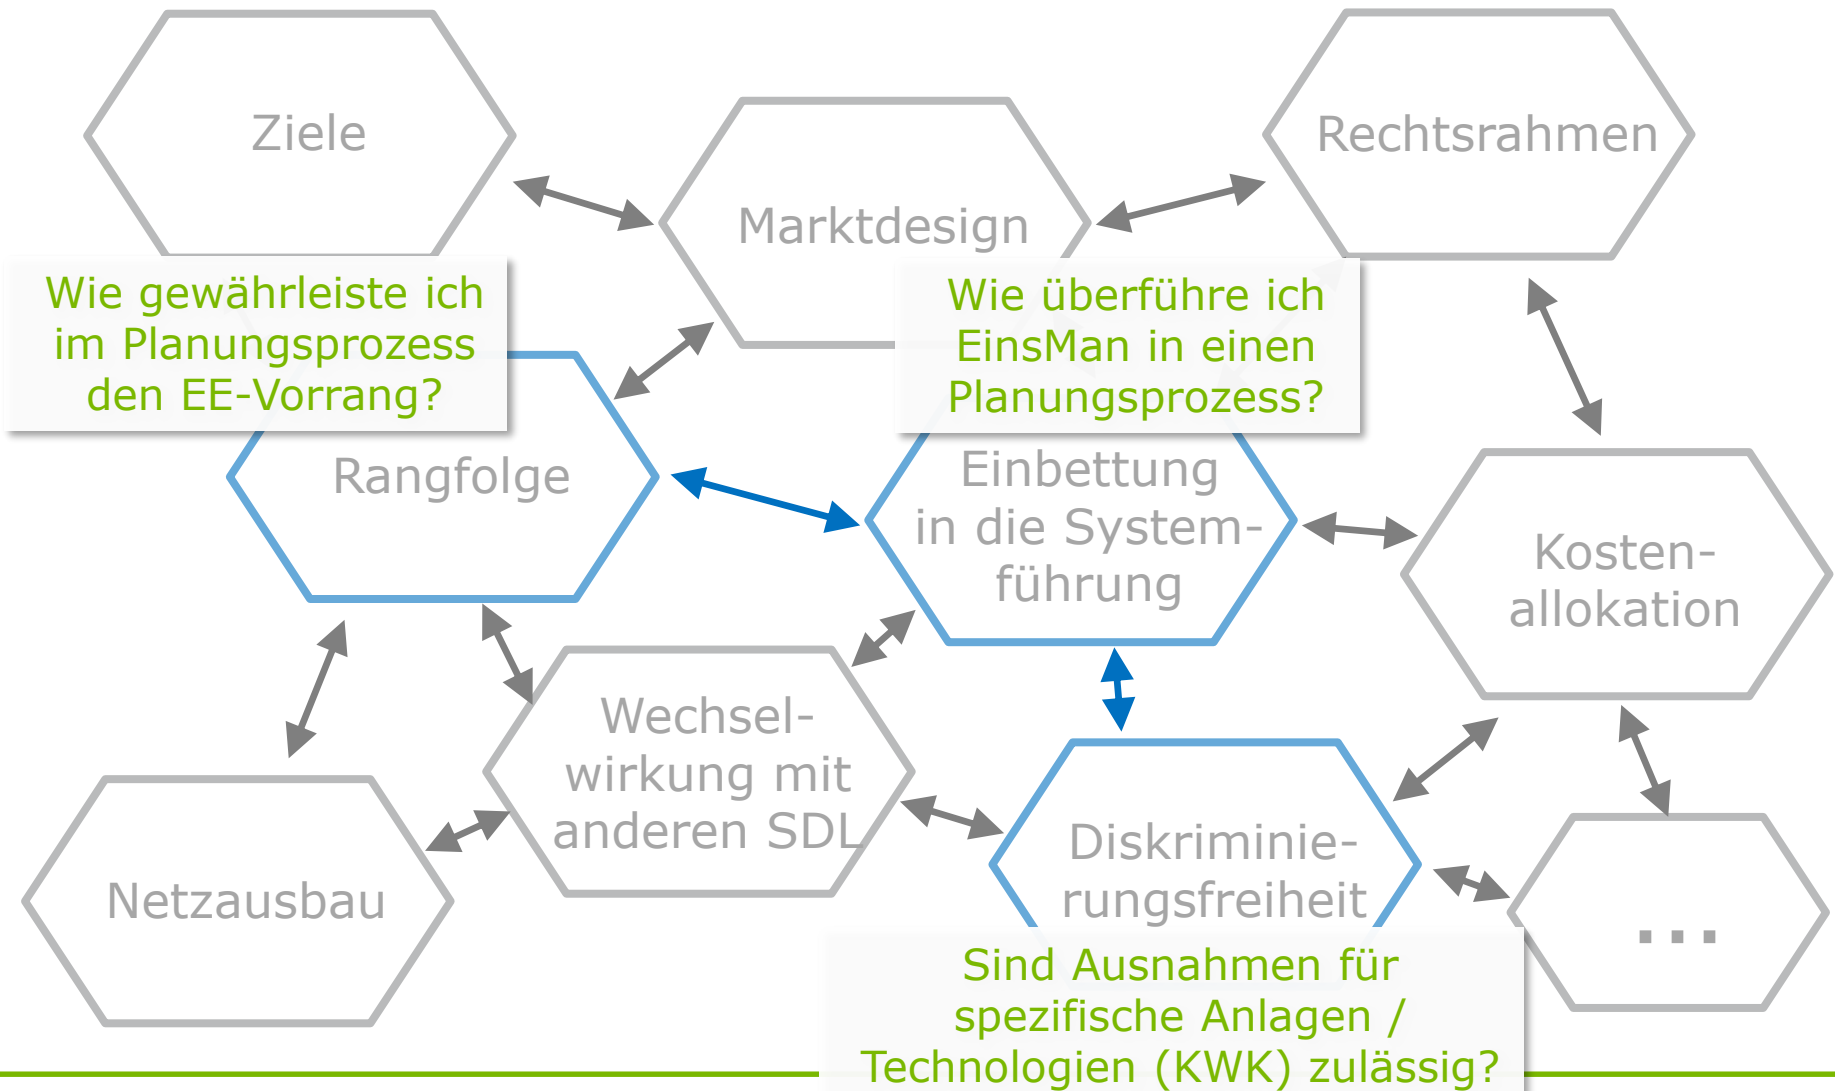 Ziele
Marktdesign
Rechtsrahmen
Wie gewährleiste ich
im Planungsprozess
den EE-Vorrang?
Wie überführe ich
EinsMan in einen
Planungsprozess?
Rangfolge
Einbettung
in die System-
führung
Kosten-
allokation
Wechsel-
wirkung mit
anderen SDL
Netzausbau
Diskriminie-
rungsfreiheit
...
Sind Ausnahmen für
spezifische Anlagen /
Technologien (KWK) zulässig?